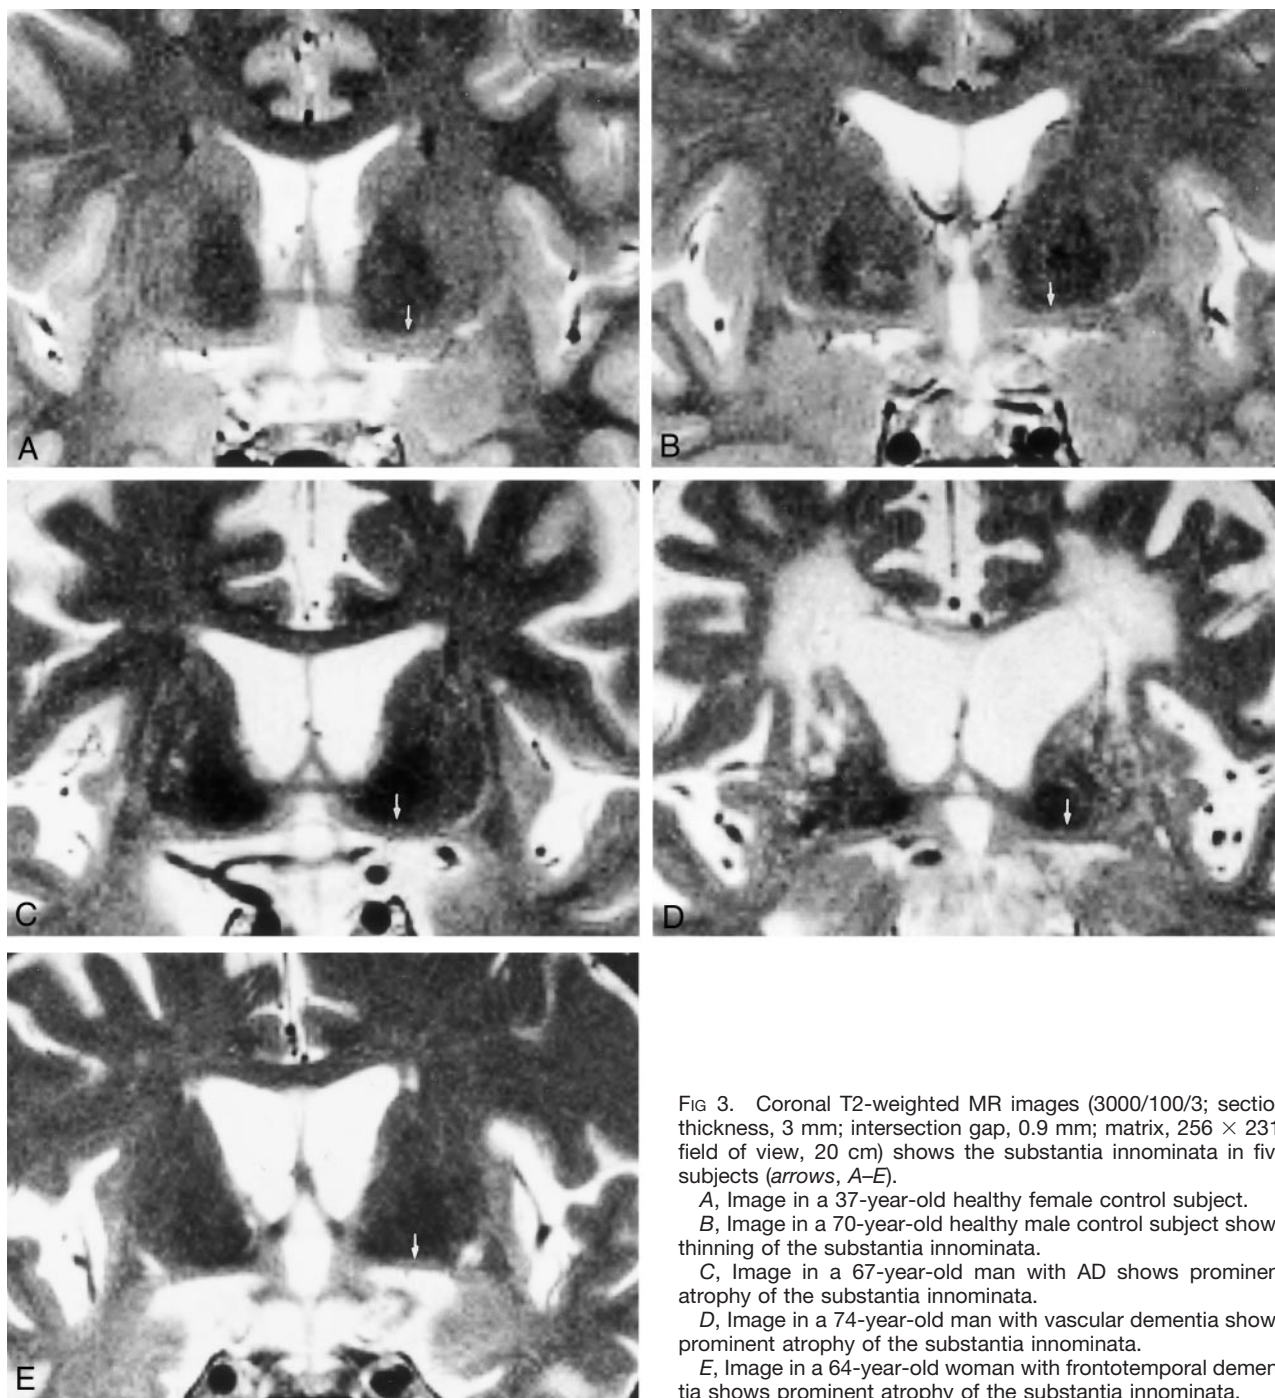 A
B
C
D
E
FIG 3. Coronal T2-weighted MR images (3000/100/3; sectio
thickness, 3 mm; intersection gap, 0.9 mm; matrix, 256 × 231
field of view, 20 cm) shows the substantia innominata in fiv
subjects (arrows, A–E).
A, Image in a 37-year-old healthy female control subject.
B, Image in a 70-year-old healthy male control subject show
thinning of the substantia innominata.
C, Image in a 67-year-old man with AD shows prominen
atrophy of the substantia innominata.
D, Image in a 74-year-old man with vascular dementia show
prominent atrophy of the substantia innominata.
E, Image in a 64-year-old woman with frontotemporal demen
tia shows prominent atrophy of the substantia innominata.